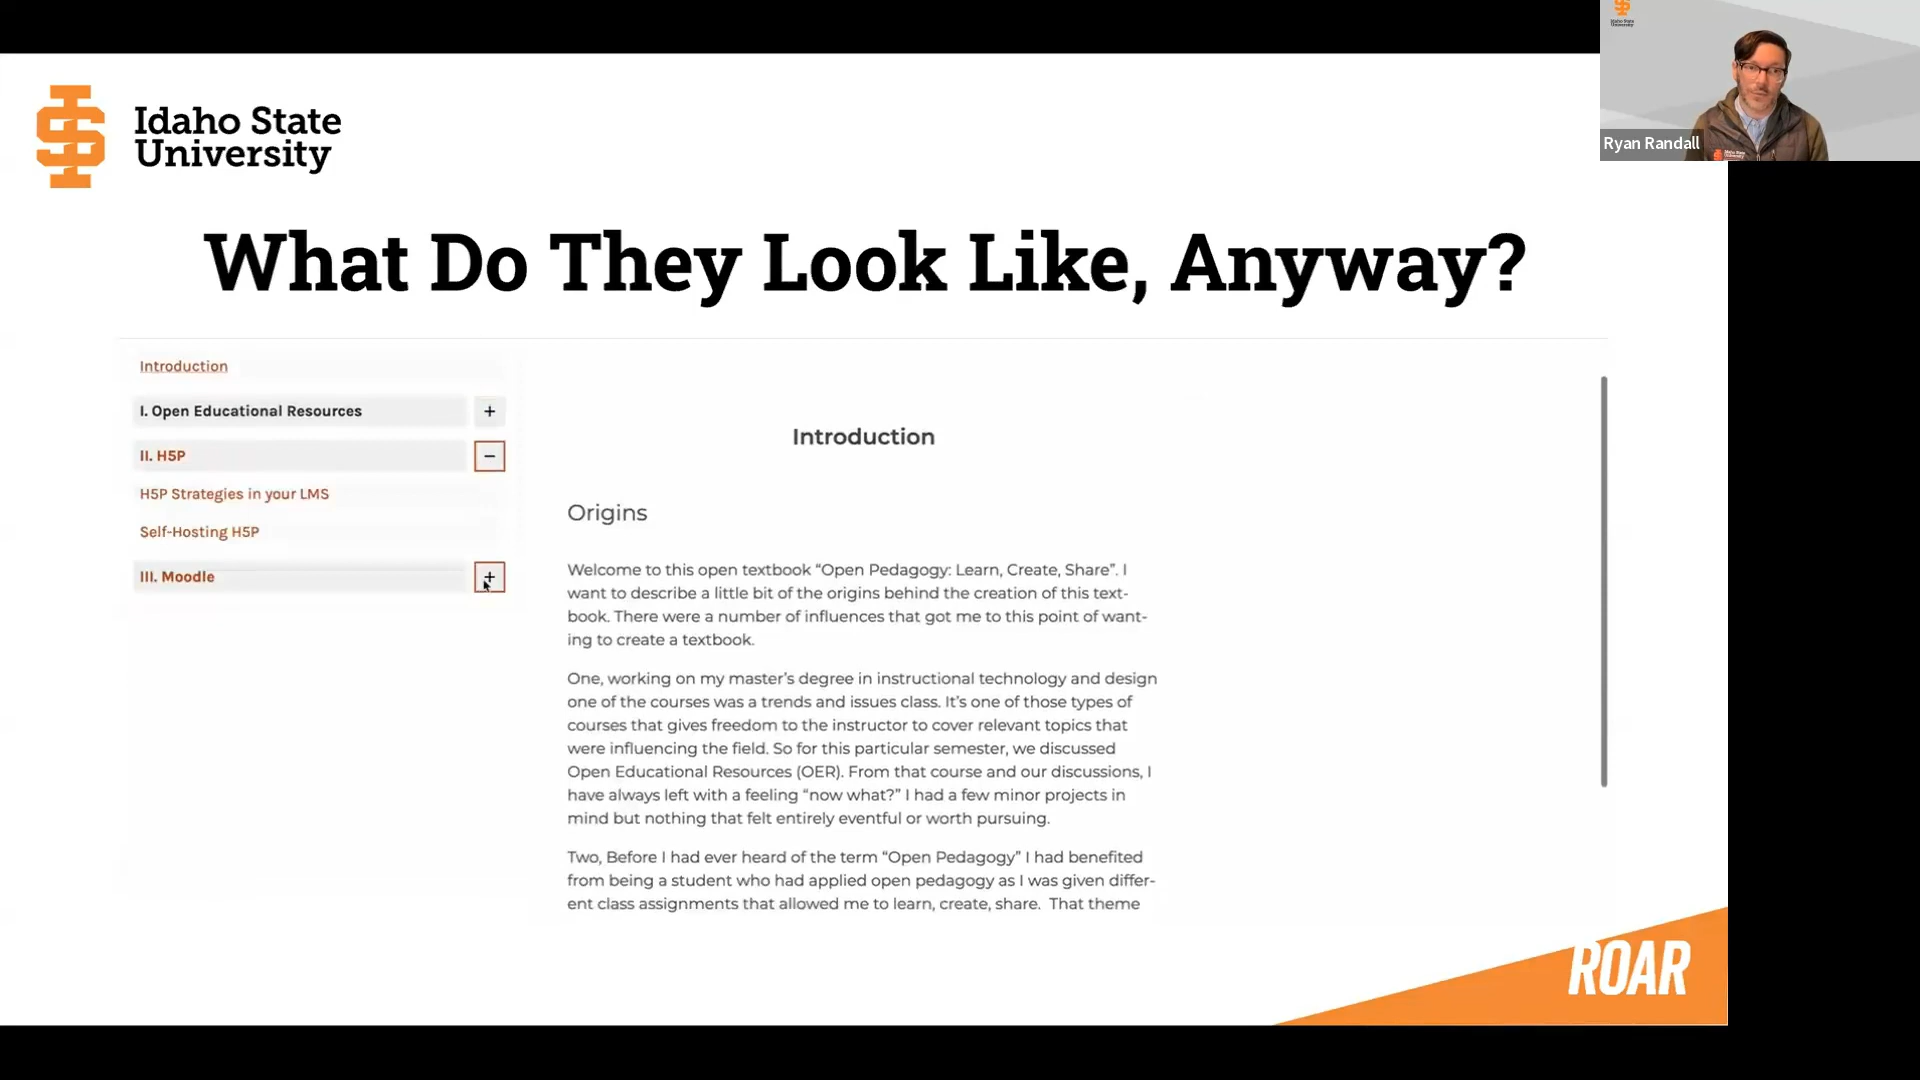 Idaho State
University
Idaho State
University
Ryan Randall
Idaho State
University
What Do They Look Like, Anyway?
Introduction
I. Open Educational Resources
+
II. H5P
−
H5P Strategies in your LMS
Self-Hosting H5P
III. Moodle
+
Introduction
Origins
Welcome to this open textbook “Open Pedagogy: Learn, Create, Share”. I
want to describe a little bit of the origins behind the creation of this text-
book. There were a number of influences that got me to this point of want-
ing to create a textbook.
One, working on my master’s degree in instructional technology and design
one of the courses was a trends and issues class. It’s one of those types of
courses that gives freedom to the instructor to cover relevant topics that
were influencing the field. So for this particular semester, we discussed
Open Educational Resources (OER). From that course and our discussions, I
have always left with a feeling “now what?” I had a few minor projects in
mind but nothing that felt entirely eventful or worth pursuing.
Two, Before I had ever heard of the term “Open Pedagogy” I had benefited
from being a student who had applied open pedagogy as I was given differ-
ent class assignments that allowed me to learn, create, share.  That theme
ROAR